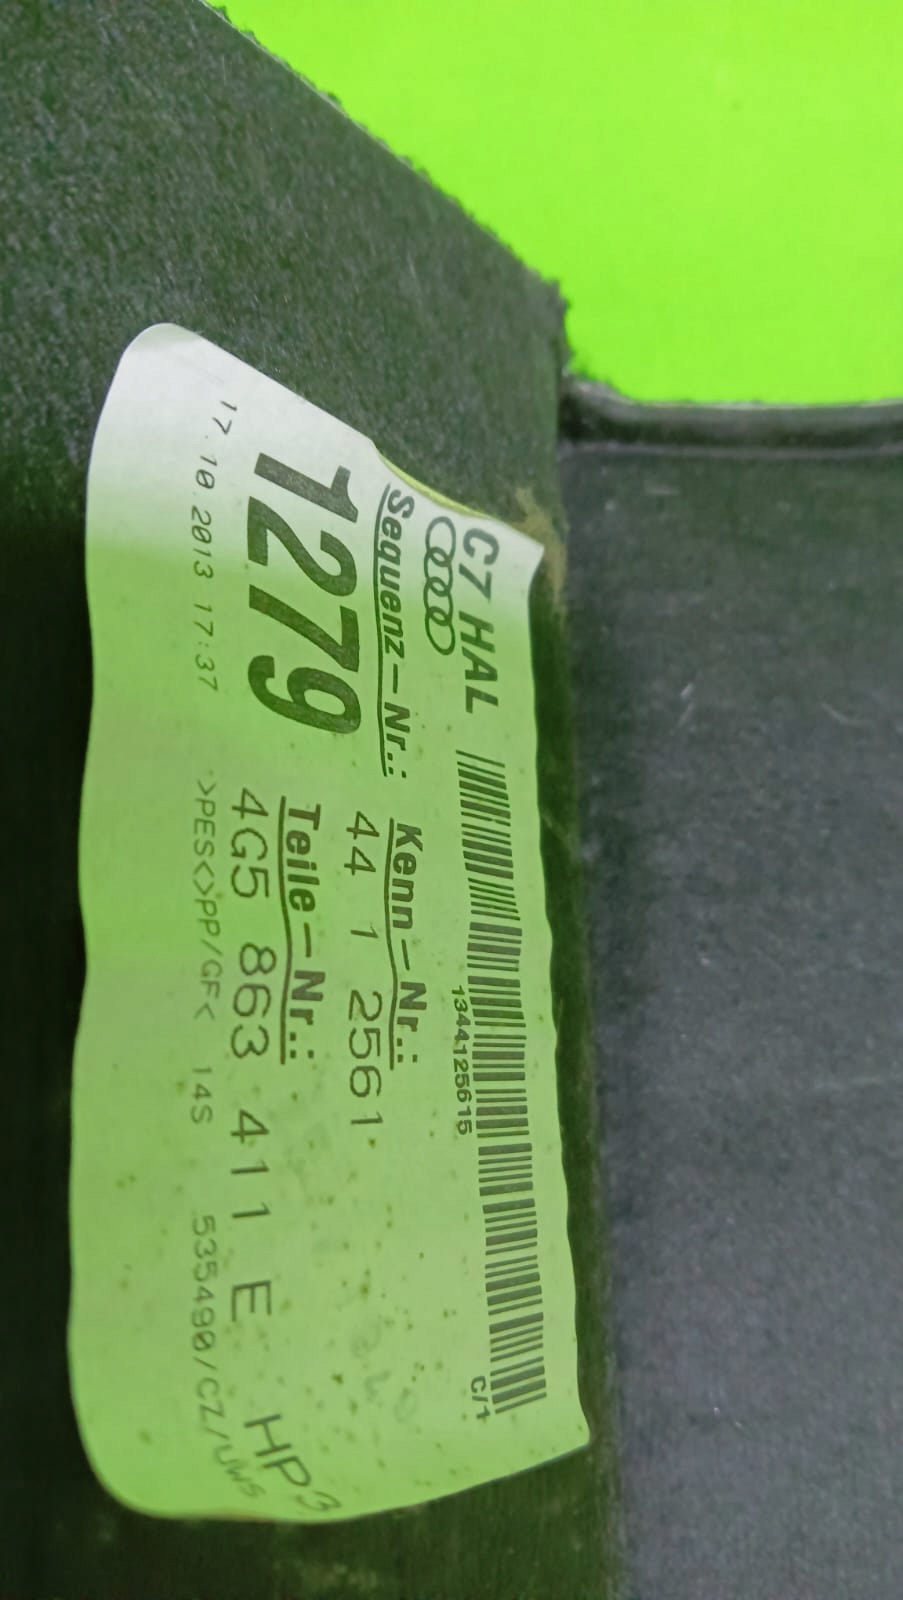 C7 HAL
1344125615
C/1
Sequenz-Nr.:
1279
Kenn-Nr.:
44 1 2561
Teile-Nr.:
4G5 863 411 E HP3
17.10.2013 17:37 >PES<>PP/GF< 14S 535490/CZ/UWS